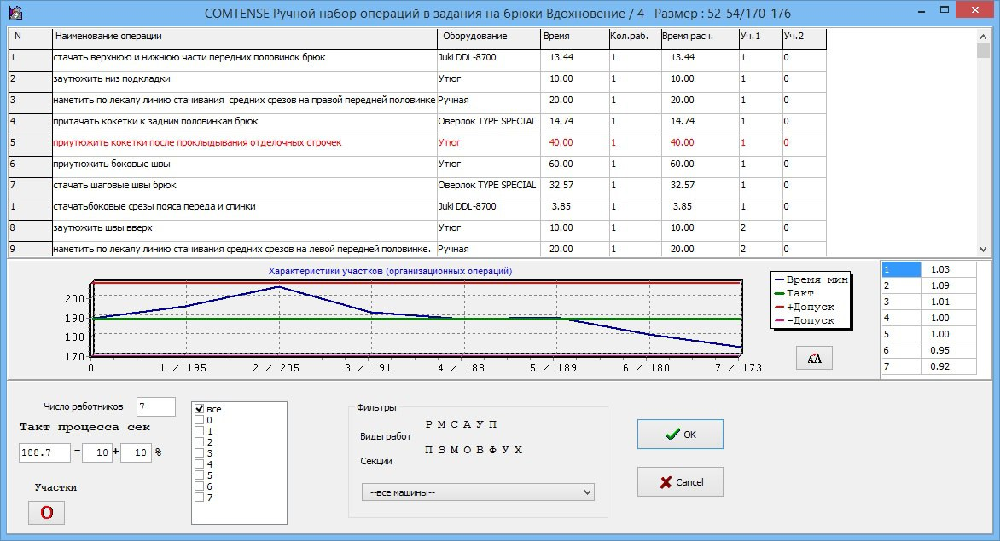 COMTENSE Ручной набор операций в задания на брюки Вдохновение / 4 Размер : 52-54/170-176
N Наименование операции Оборудование Время Кол.раб. Время расч. Уч.1 Уч.2
1 стачать верхнюю и нижнюю части передних половинок брюк Juki DDL-8700 13.44 1 13.44 1 0
2 заутюжить низ подкладки Утюг 10.00 1 10.00 1 0
3 наметить по лекалу линию стачивания средних срезов на правой передней половинке Ручная 20.00 1 20.00 1 0
4 притачать кокетки к задним половинкам брюк Оверлок TYPE SPECIAL 14.74 1 14.74 1 0
5 приутюжить кокетки после проклыдывания отделочных строчек Утюг 40.00 1 40.00 1 0
6 приутюжить боковые швы Утюг 60.00 1 60.00 1 0
7 стачать шаговые швы брюк Оверлок TYPE SPECIAL 32.57 1 32.57 1 0
1 стачатьбоковые срезы пояса переда и спинки Juki DDL-8700 3.85 1 3.85 1 0
8 заутюжить швы вверх Утюг 10.00 1 10.00 2 0
9 наметить по лекалу линию стачивания средних срезов на левой передней половинке. Ручная 20.00 1 20.00 2 0
Характеристики участков (организационных операций)
200
190
180
170
0 1 / 195 2 / 205 3 / 191 4 / 188 5 / 189 6 / 180 7 / 173
Время мин
Такт
+Допуск
-Допуск
AA
1 1.03
2 1.09
3 1.01
4 1.00
5 1.00
6 0.95
7 0.92
Число работников 7
Такт процесса сек
188.7 - 10 + 10 %
Участки
O
все
0
1
2
3
4
5
6
7
Фильтры
Р М С А У П
Виды работ
П З М О В Ф У Х
Секции
--все машины--
OK
Cancel